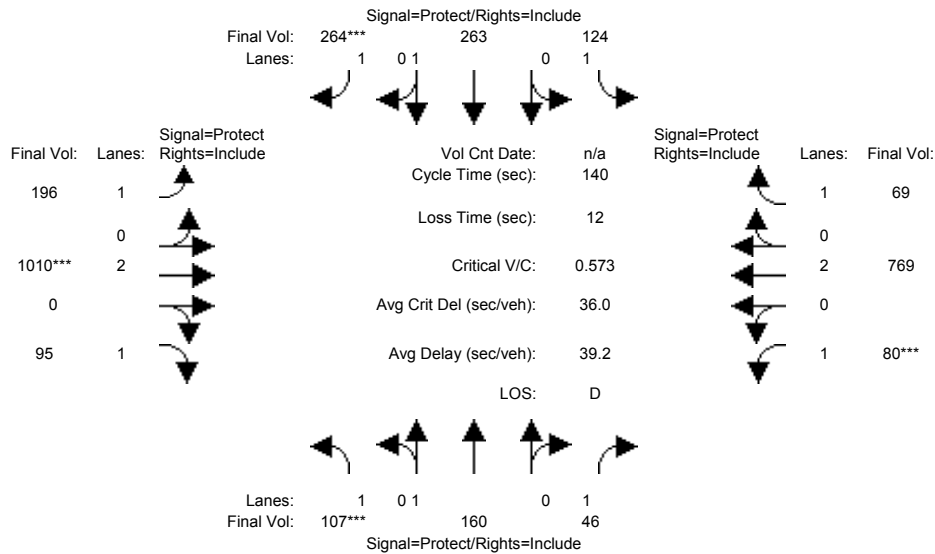 Signal=Protect/Rights=Include
Final Vol: 264*** 263 124
Lanes: 1 0 1 0 1
Signal=Protect Signal=Protect
Final Vol: Lanes: Rights=Include Vol Cnt Date: n/a Rights=Include Lanes: Final Vol:
Cycle Time (sec): 140
196 1 1 69
Loss Time (sec): 12
0 0
1010*** 2 Critical V/C: 0.573 2 769
0 0 Avg Crit Del (sec/veh): 36.0 0
95 1 Avg Delay (sec/veh): 39.2 1 80***
LOS: D
Lanes: 1 0 1 0 1
Final Vol: 107*** 160 46
Signal=Protect/Rights=Include